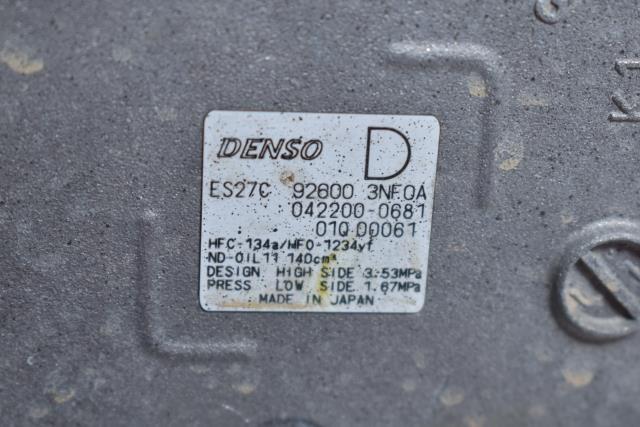 DENSO D
ES27C 92600 3NF0A
042200-0681
01Q 00061
HFC-134a/HFO-1234yf
ND-OIL11 140cm³
DESIGN HIGH SIDE 3.53MPa
PRESS LOW SIDE 1.67MPa
MADE IN JAPAN